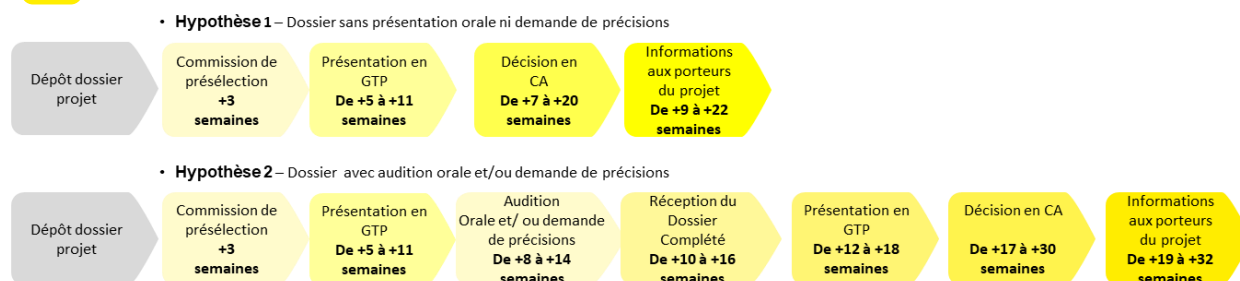 • Hypothèse 1 – Dossier sans présentation orale ni demande de précisions
Dépôt dossier
projet
Commission de
présélection
+3
semaines
Présentation en
GTP
De +5 à +11
semaines
Décision en
CA
De +7 à +20
semaines
Informations
aux porteurs
du projet
De +9 à +22
semaines
• Hypothèse 2 – Dossier avec audition orale et/ou demande de précisions
Dépôt dossier
projet
Commission de
présélection
+3
semaines
Présentation en
GTP
De +5 à +11
semaines
Audition
Orale et/ ou demande
de précisions
De +8 à +14
semaines
Réception du
Dossier
Complété
De +10 à +16
semaines
Présentation en
GTP
De +12 à +18
semaines
Décision en CA
De +17 à +30
semaines
Informations
aux porteurs
du projet
De +19 à +32
semaines